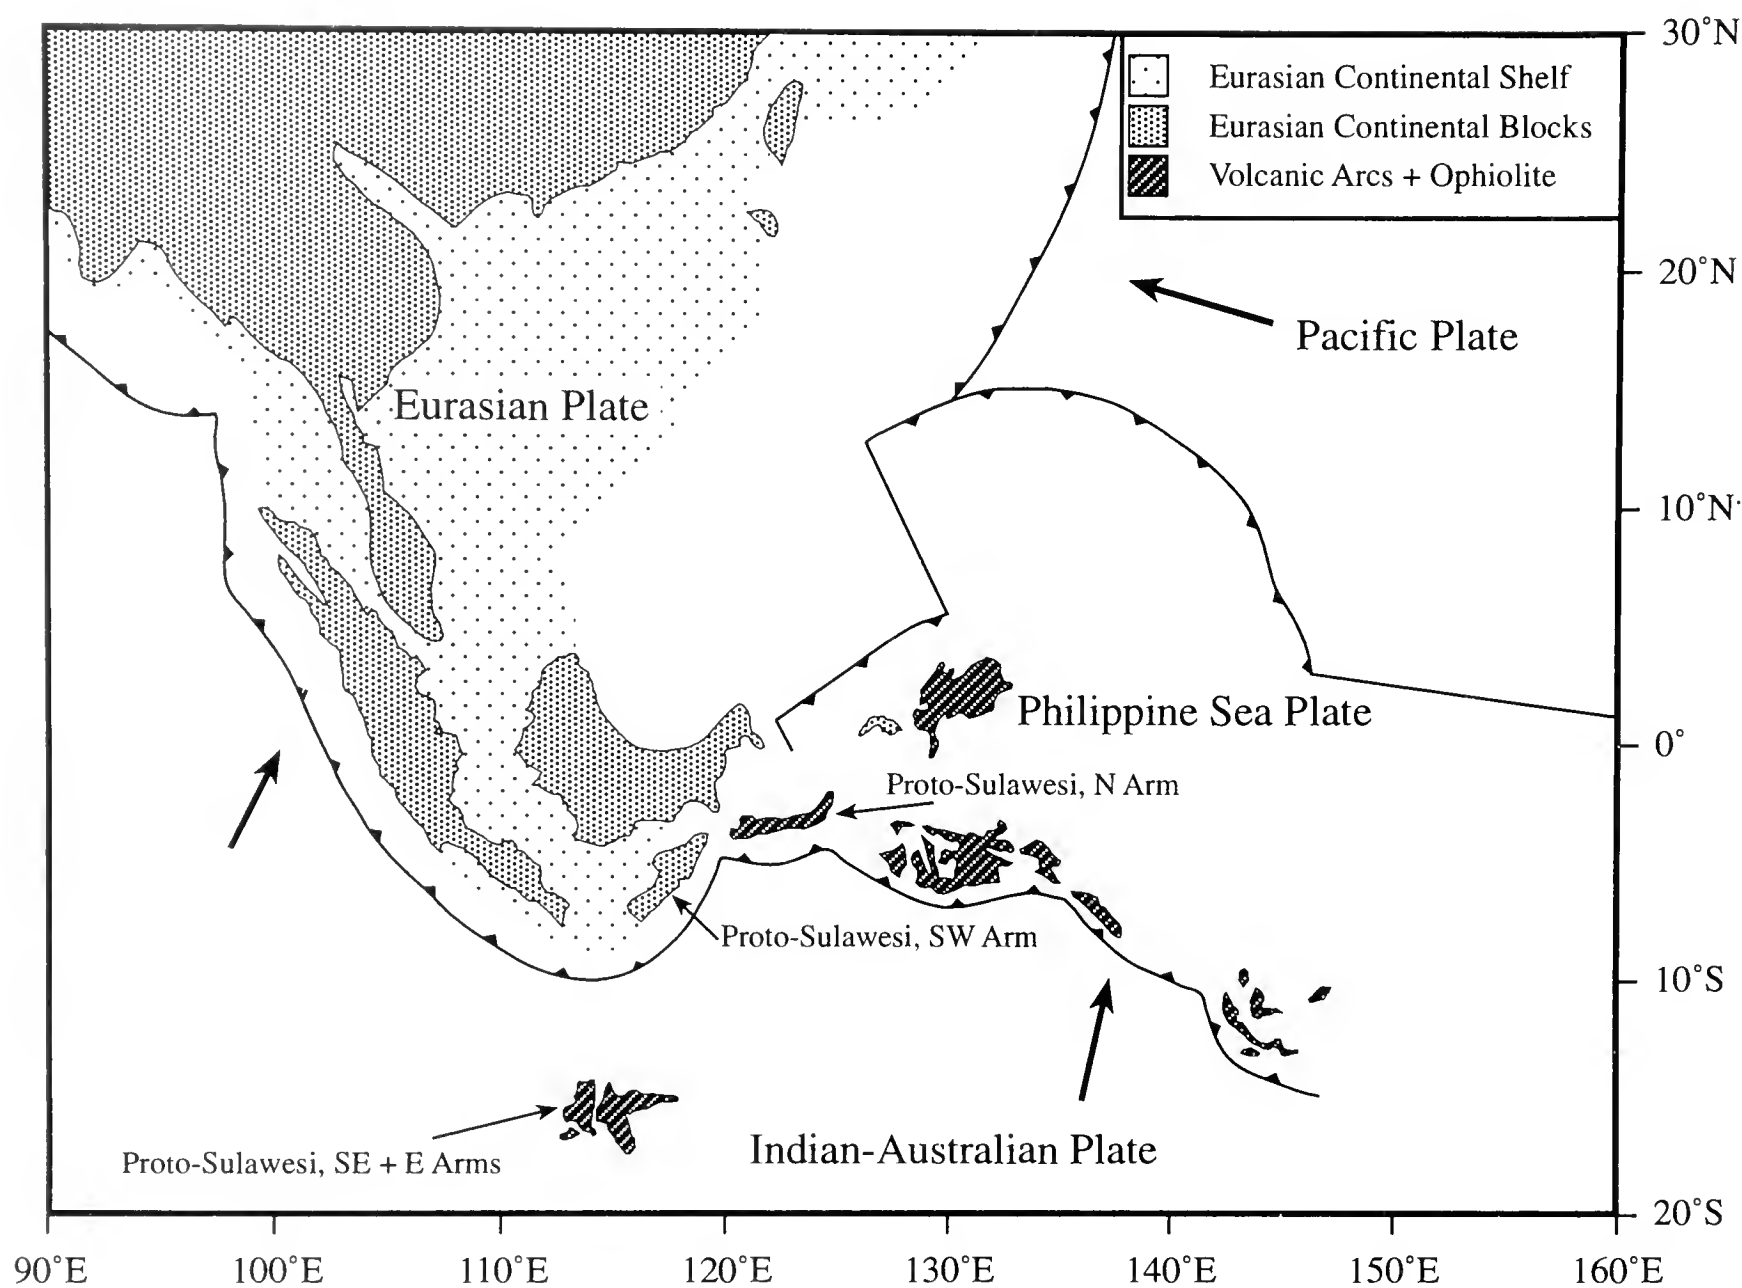 30°N
Eurasian Continental Shelf
Eurasian Continental Blocks
Volcanic Arcs + Ophiolite
20°N
Pacific Plate
Eurasian Plate
10°N
Philippine Sea Plate
0°
Proto-Sulawesi, N Arm
Proto-Sulawesi, SW Arm
10°S
Indian-Australian Plate
Proto-Sulawesi, SE + E Arms
20°S
90°E 100°E 110°E 120°E 130°E 140°E 150°E 160°E